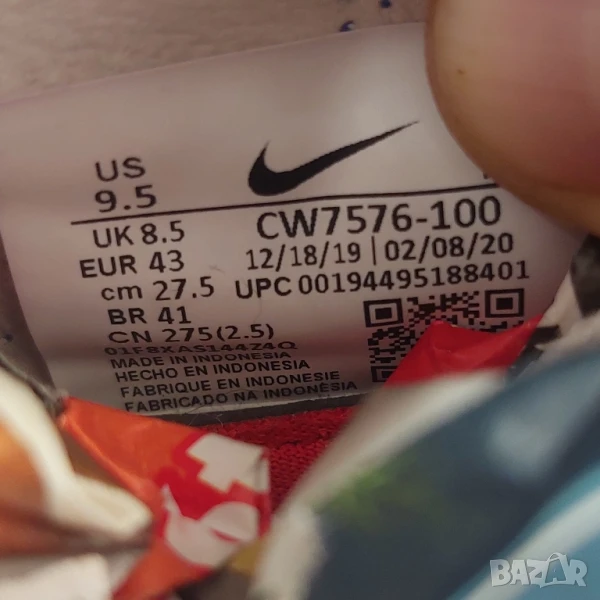 US
9.5
UK 8.5
EUR 43
cm 27.5
BR 41
CN 275(2.5)
CW7576-100
12/18/19 | 02/08/20
UPC 00194495188401
MADE IN INDONESIA
HECHO EN INDONESIA
FABRIQUE EN INDONESIE
FABRICADO NA INDONESIA
BAZAR